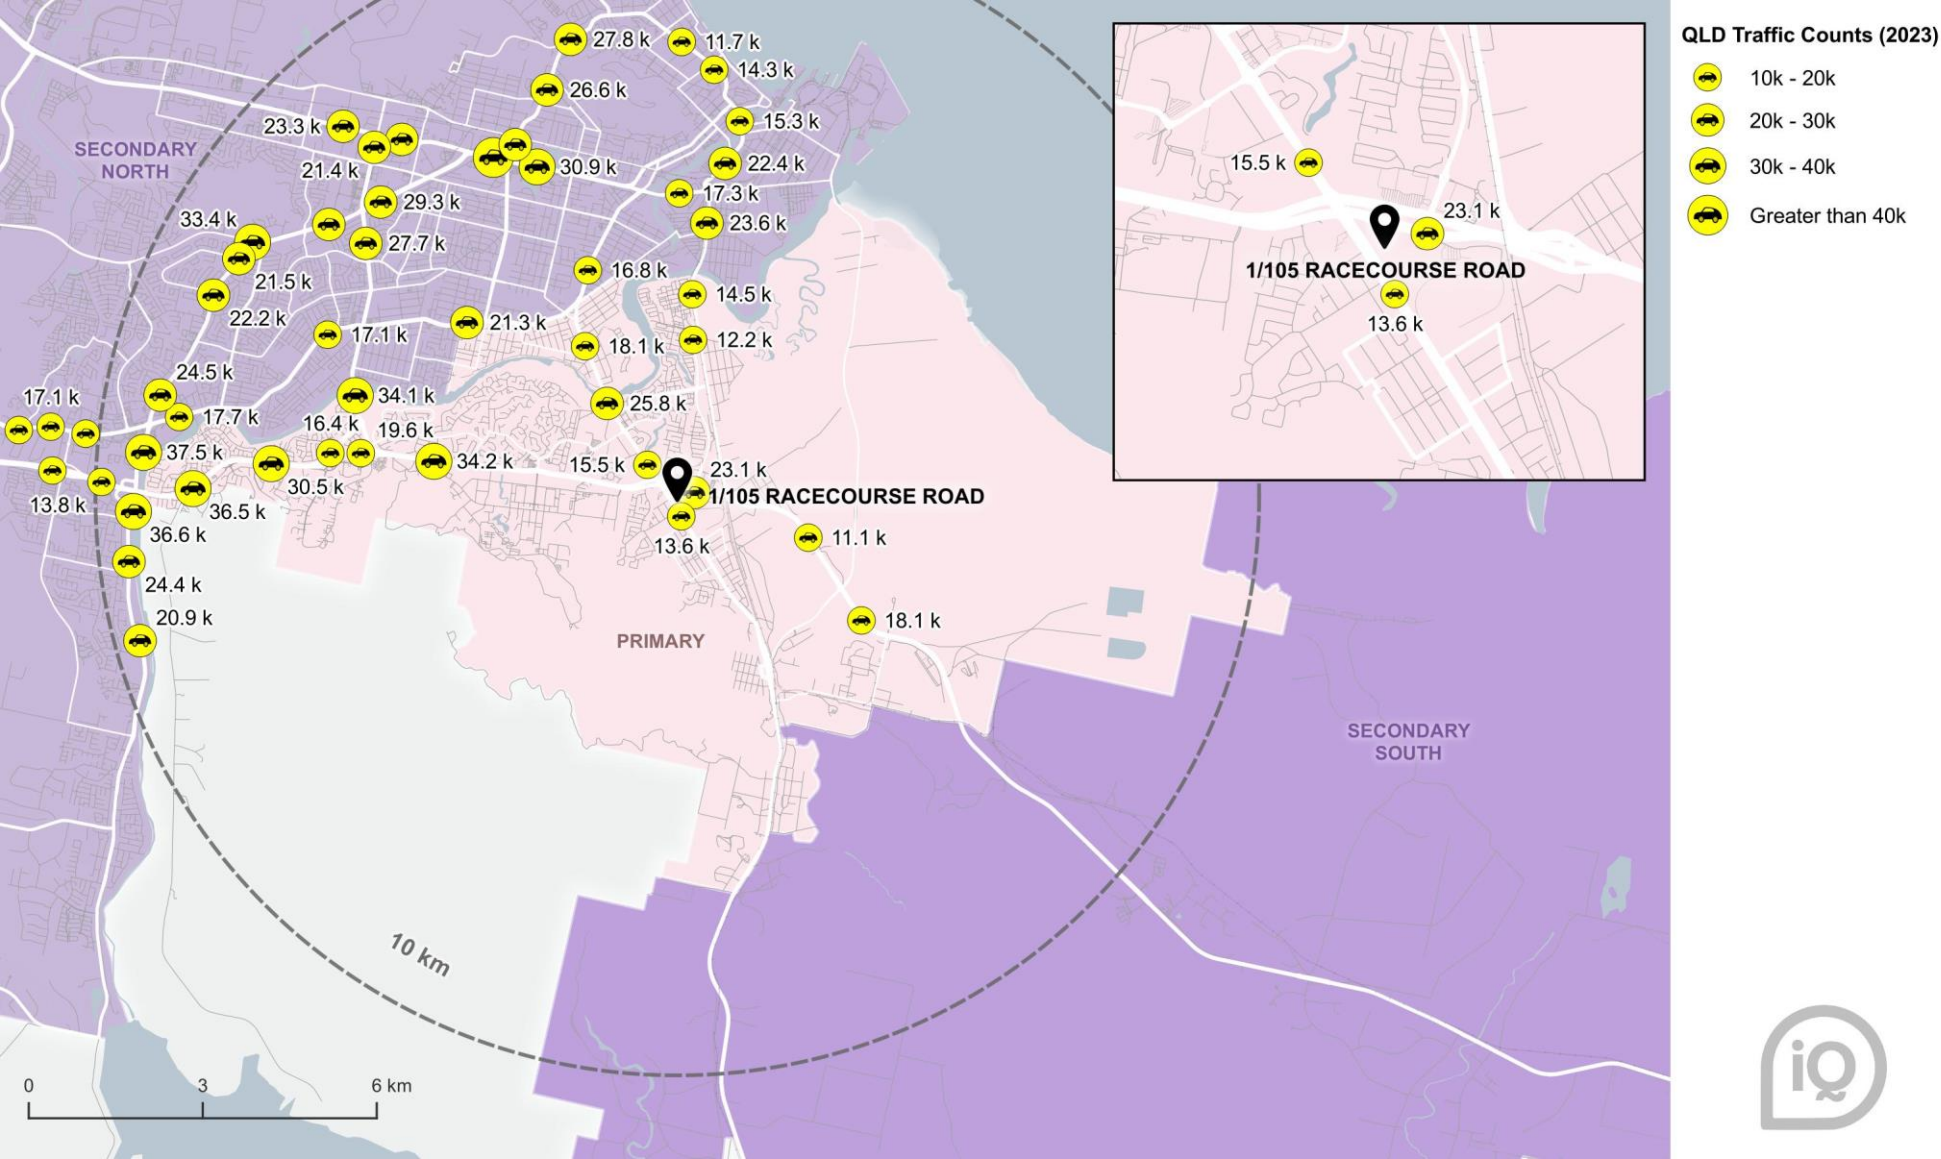 27.8 k
11.7 k
14.3 k
26.6 k
15.3 k
23.3 k
SECONDARY
NORTH
21.4 k
30.9 k
22.4 k
17.3 k
29.3 k
33.4 k
23.6 k
27.7 k
16.8 k
21.5 k
14.5 k
22.2 k
21.3 k
17.1 k
18.1 k
12.2 k
24.5 k
17.1 k
34.1 k
25.8 k
17.7 k
16.4 k
19.6 k
37.5 k
34.2 k
15.5 k
23.1 k
30.5 k
1/105 RACECOURSE ROAD
13.8 k
36.5 k
36.6 k
13.6 k
11.1 k
24.4 k
20.9 k
18.1 k
PRIMARY
SECONDARY
SOUTH
10 km
0 3 6 km
15.5 k
23.1 k
1/105 RACECOURSE ROAD
13.6 k
QLD Traffic Counts (2023)
10k - 20k
20k - 30k
30k - 40k
Greater than 40k
iQ